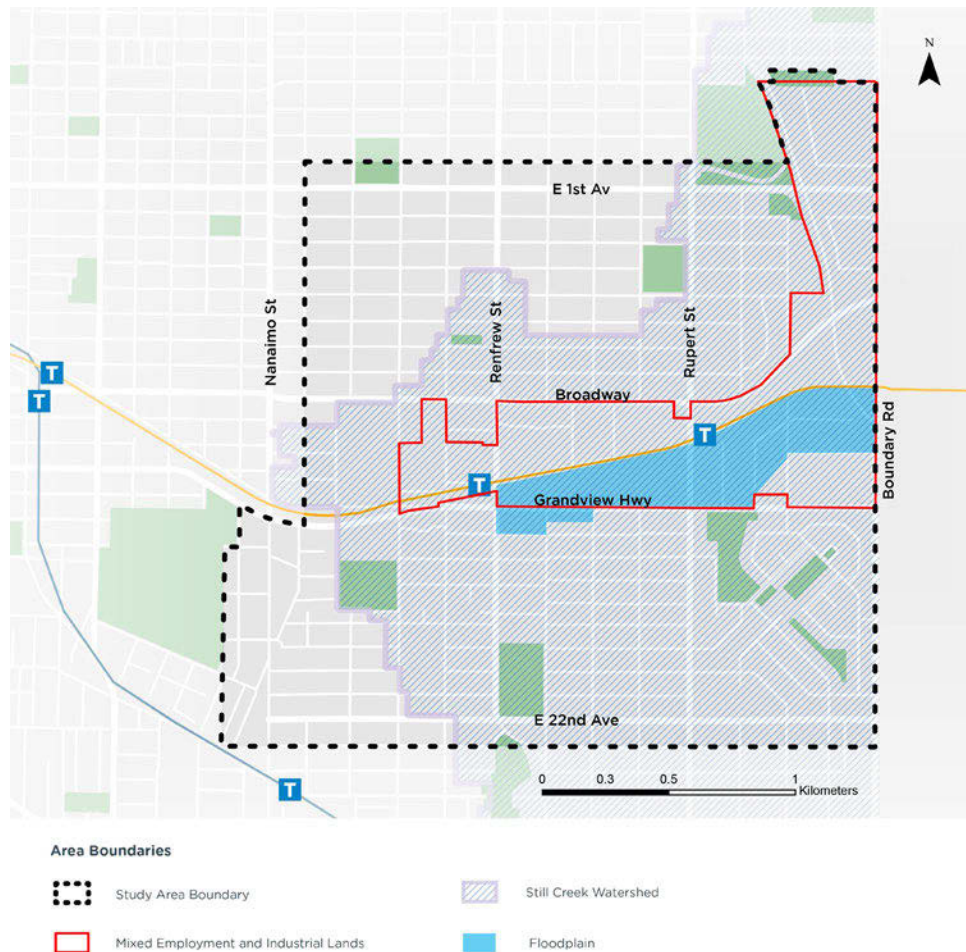 N
E 1st Av
Nanaimo St
Renfrew St
Rupert St
Broadway
Boundary Rd
T
T
T
T
Grandview Hwy
E 22nd Ave
T
0 0.3 0.5 1
Kilometers
Area Boundaries
Study Area Boundary
Still Creek Watershed
Mixed Employment and Industrial Lands
Floodplain